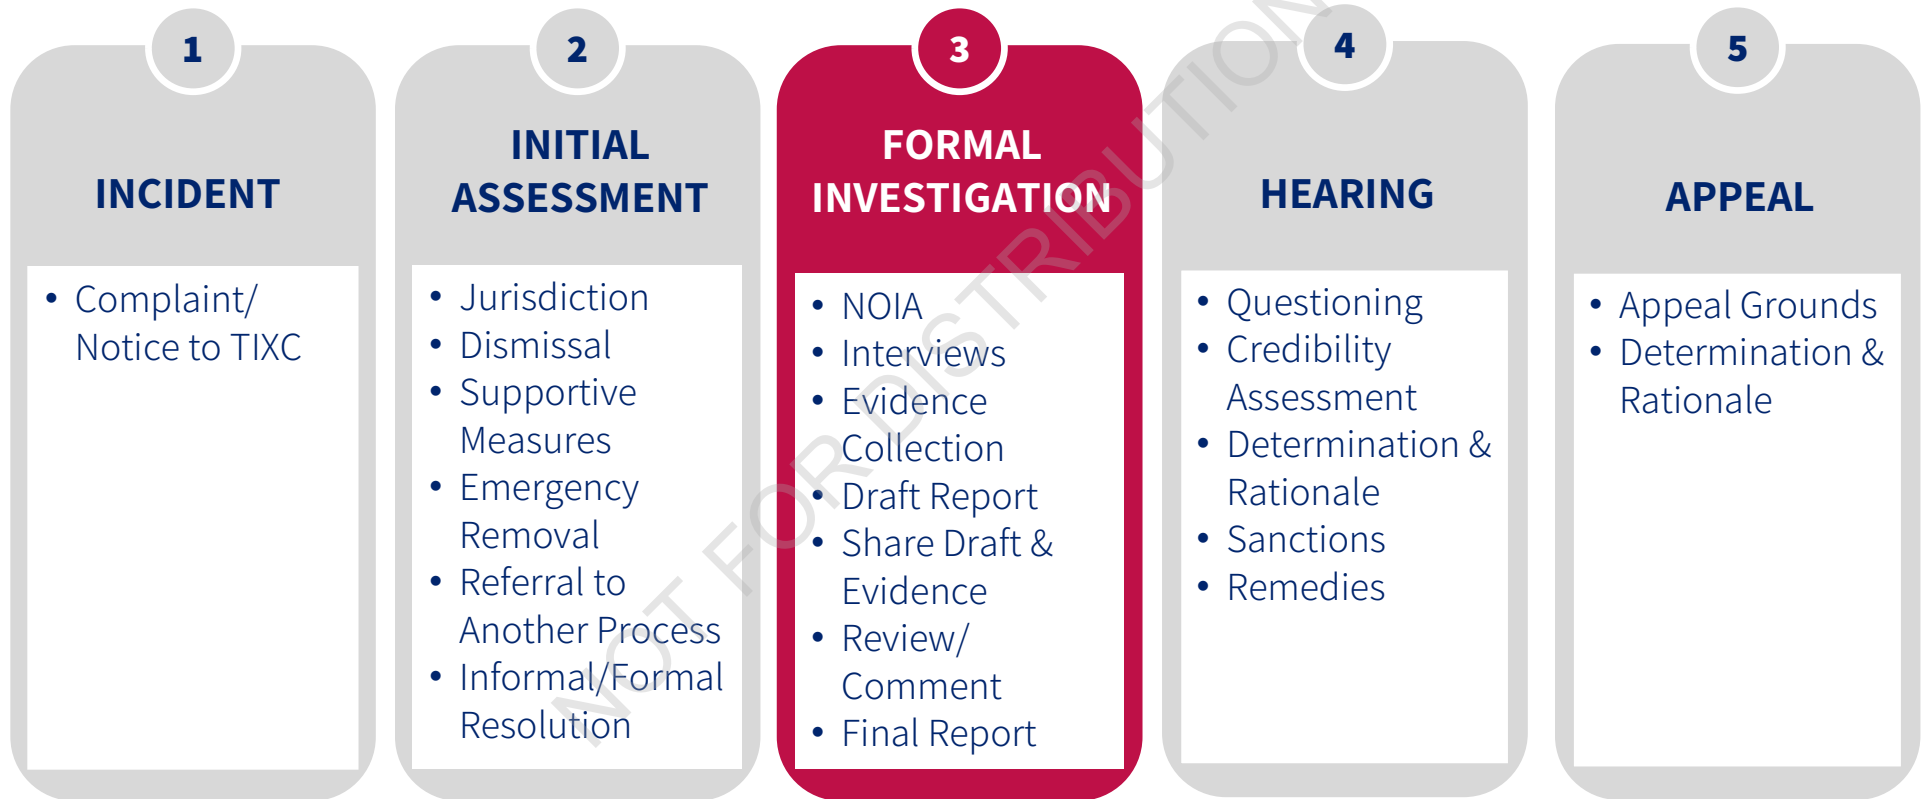 1
INCIDENT
• Complaint/
Notice to TIXC
2
INITIAL
ASSESSMENT
• Jurisdiction
• Dismissal
• Supportive
Measures
• Emergency
Removal
• Referral to
Another Process
• Informal/Formal
Resolution
3
FORMAL
INVESTIGATION
• NOIA
• Interviews
• Evidence
Collection
• Draft Report
• Share Draft &
Evidence
• Review/
Comment
• Final Report
4
HEARING
• Questioning
• Credibility
Assessment
• Determination &
Rationale
• Sanctions
• Remedies
5
APPEAL
• Appeal Grounds
• Determination &
Rationale
NOT FOR DISTRIBUTION